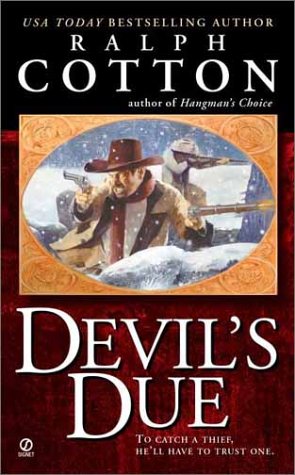 USA TODAY BESTSELLING AUTHOR
RALPH
COTTON
author of Hangman's Choice
DEVIL'S
DUE
TO CATCH A THIEF,
HE'LL HAVE TO TRUST ONE.
SIGNET